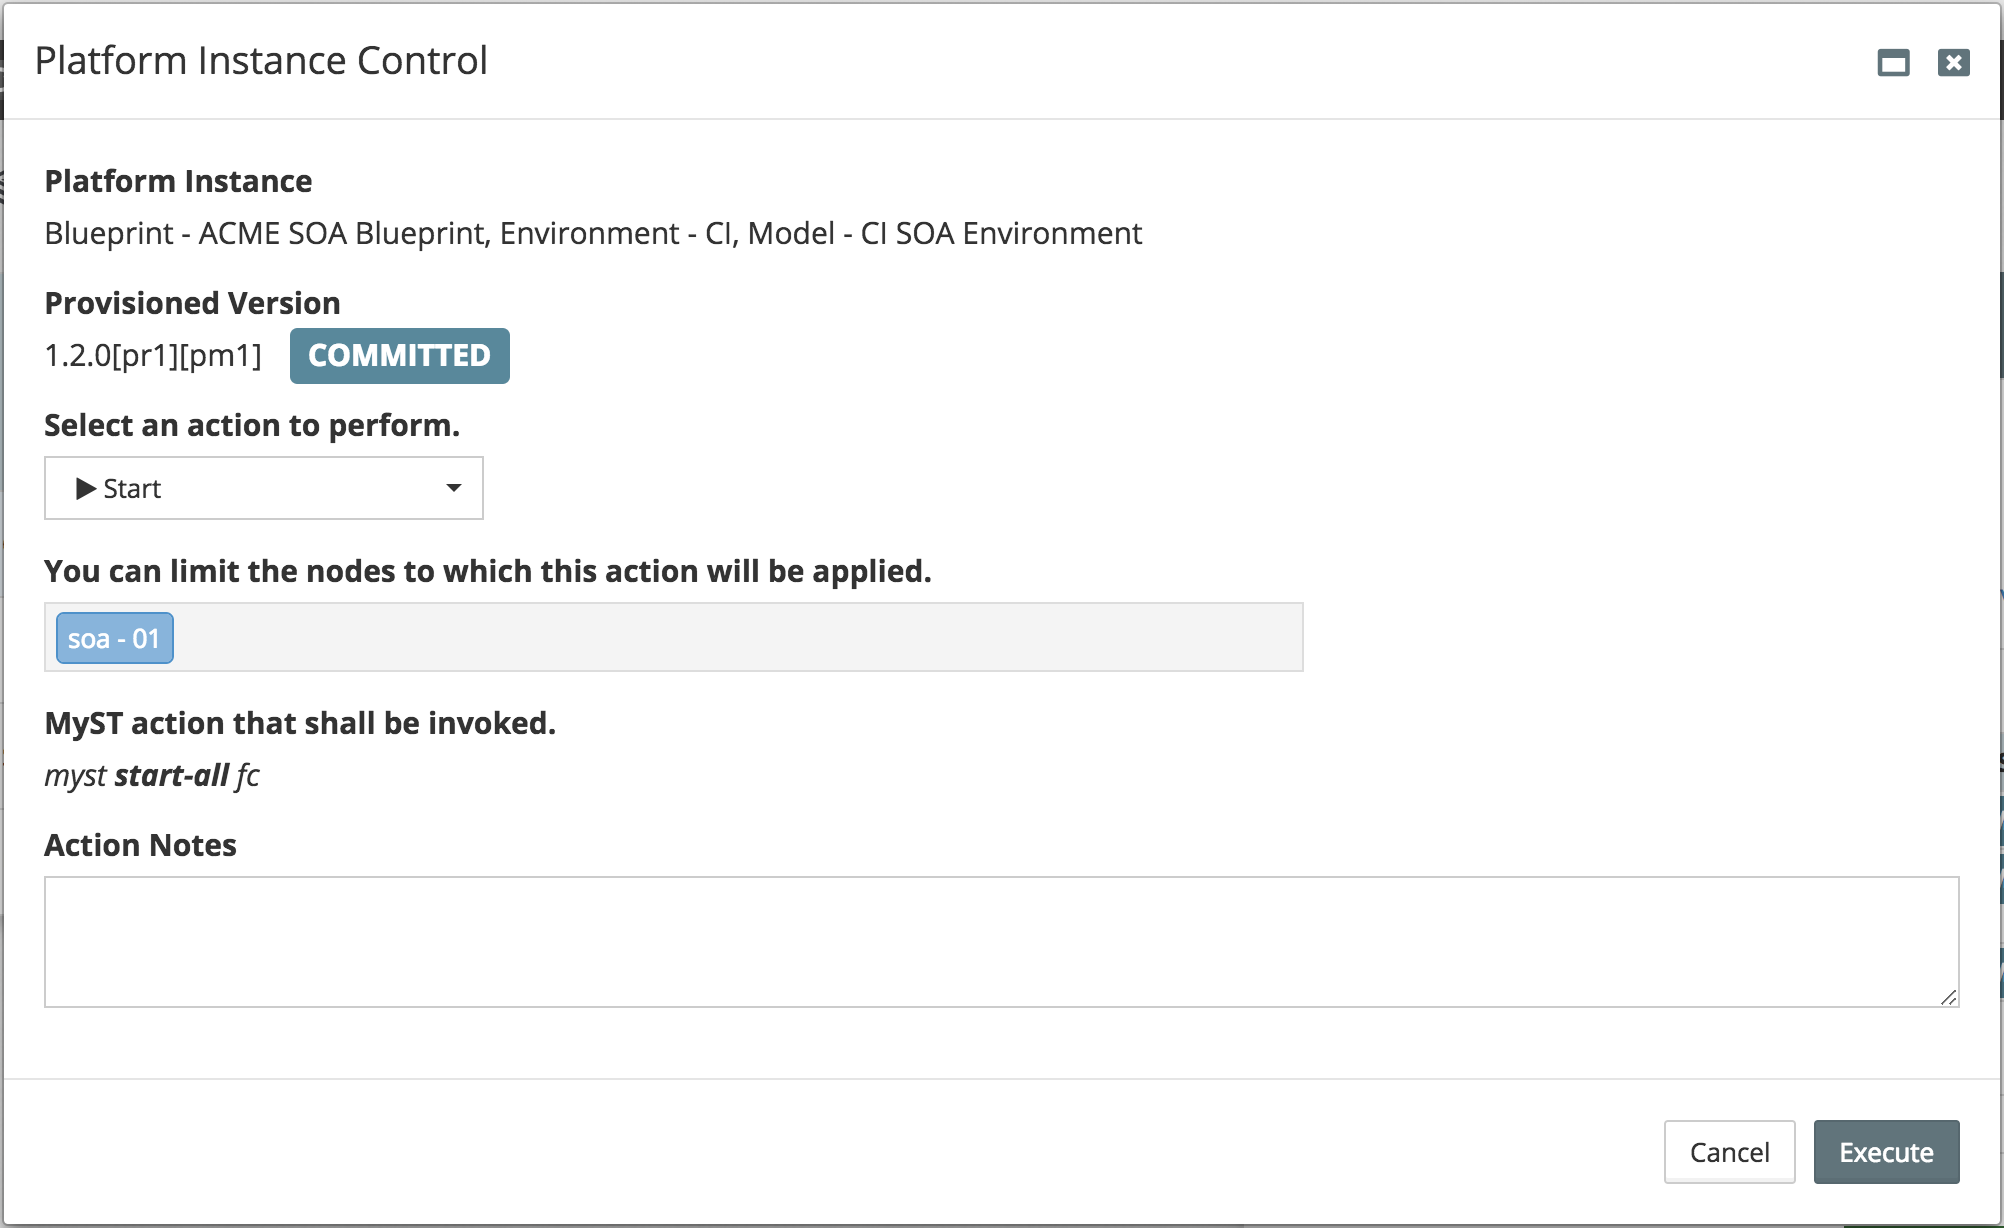 Platform Instance Control
Platform Instance
Blueprint - ACME SOA Blueprint, Environment - CI, Model - CI SOA Environment
Provisioned Version
1.2.0[pr1][pm1] COMMITTED
Select an action to perform.
Start
You can limit the nodes to which this action will be applied.
soa - 01
MyST action that shall be invoked.
myst start-all fc
Action Notes
Cancel Execute